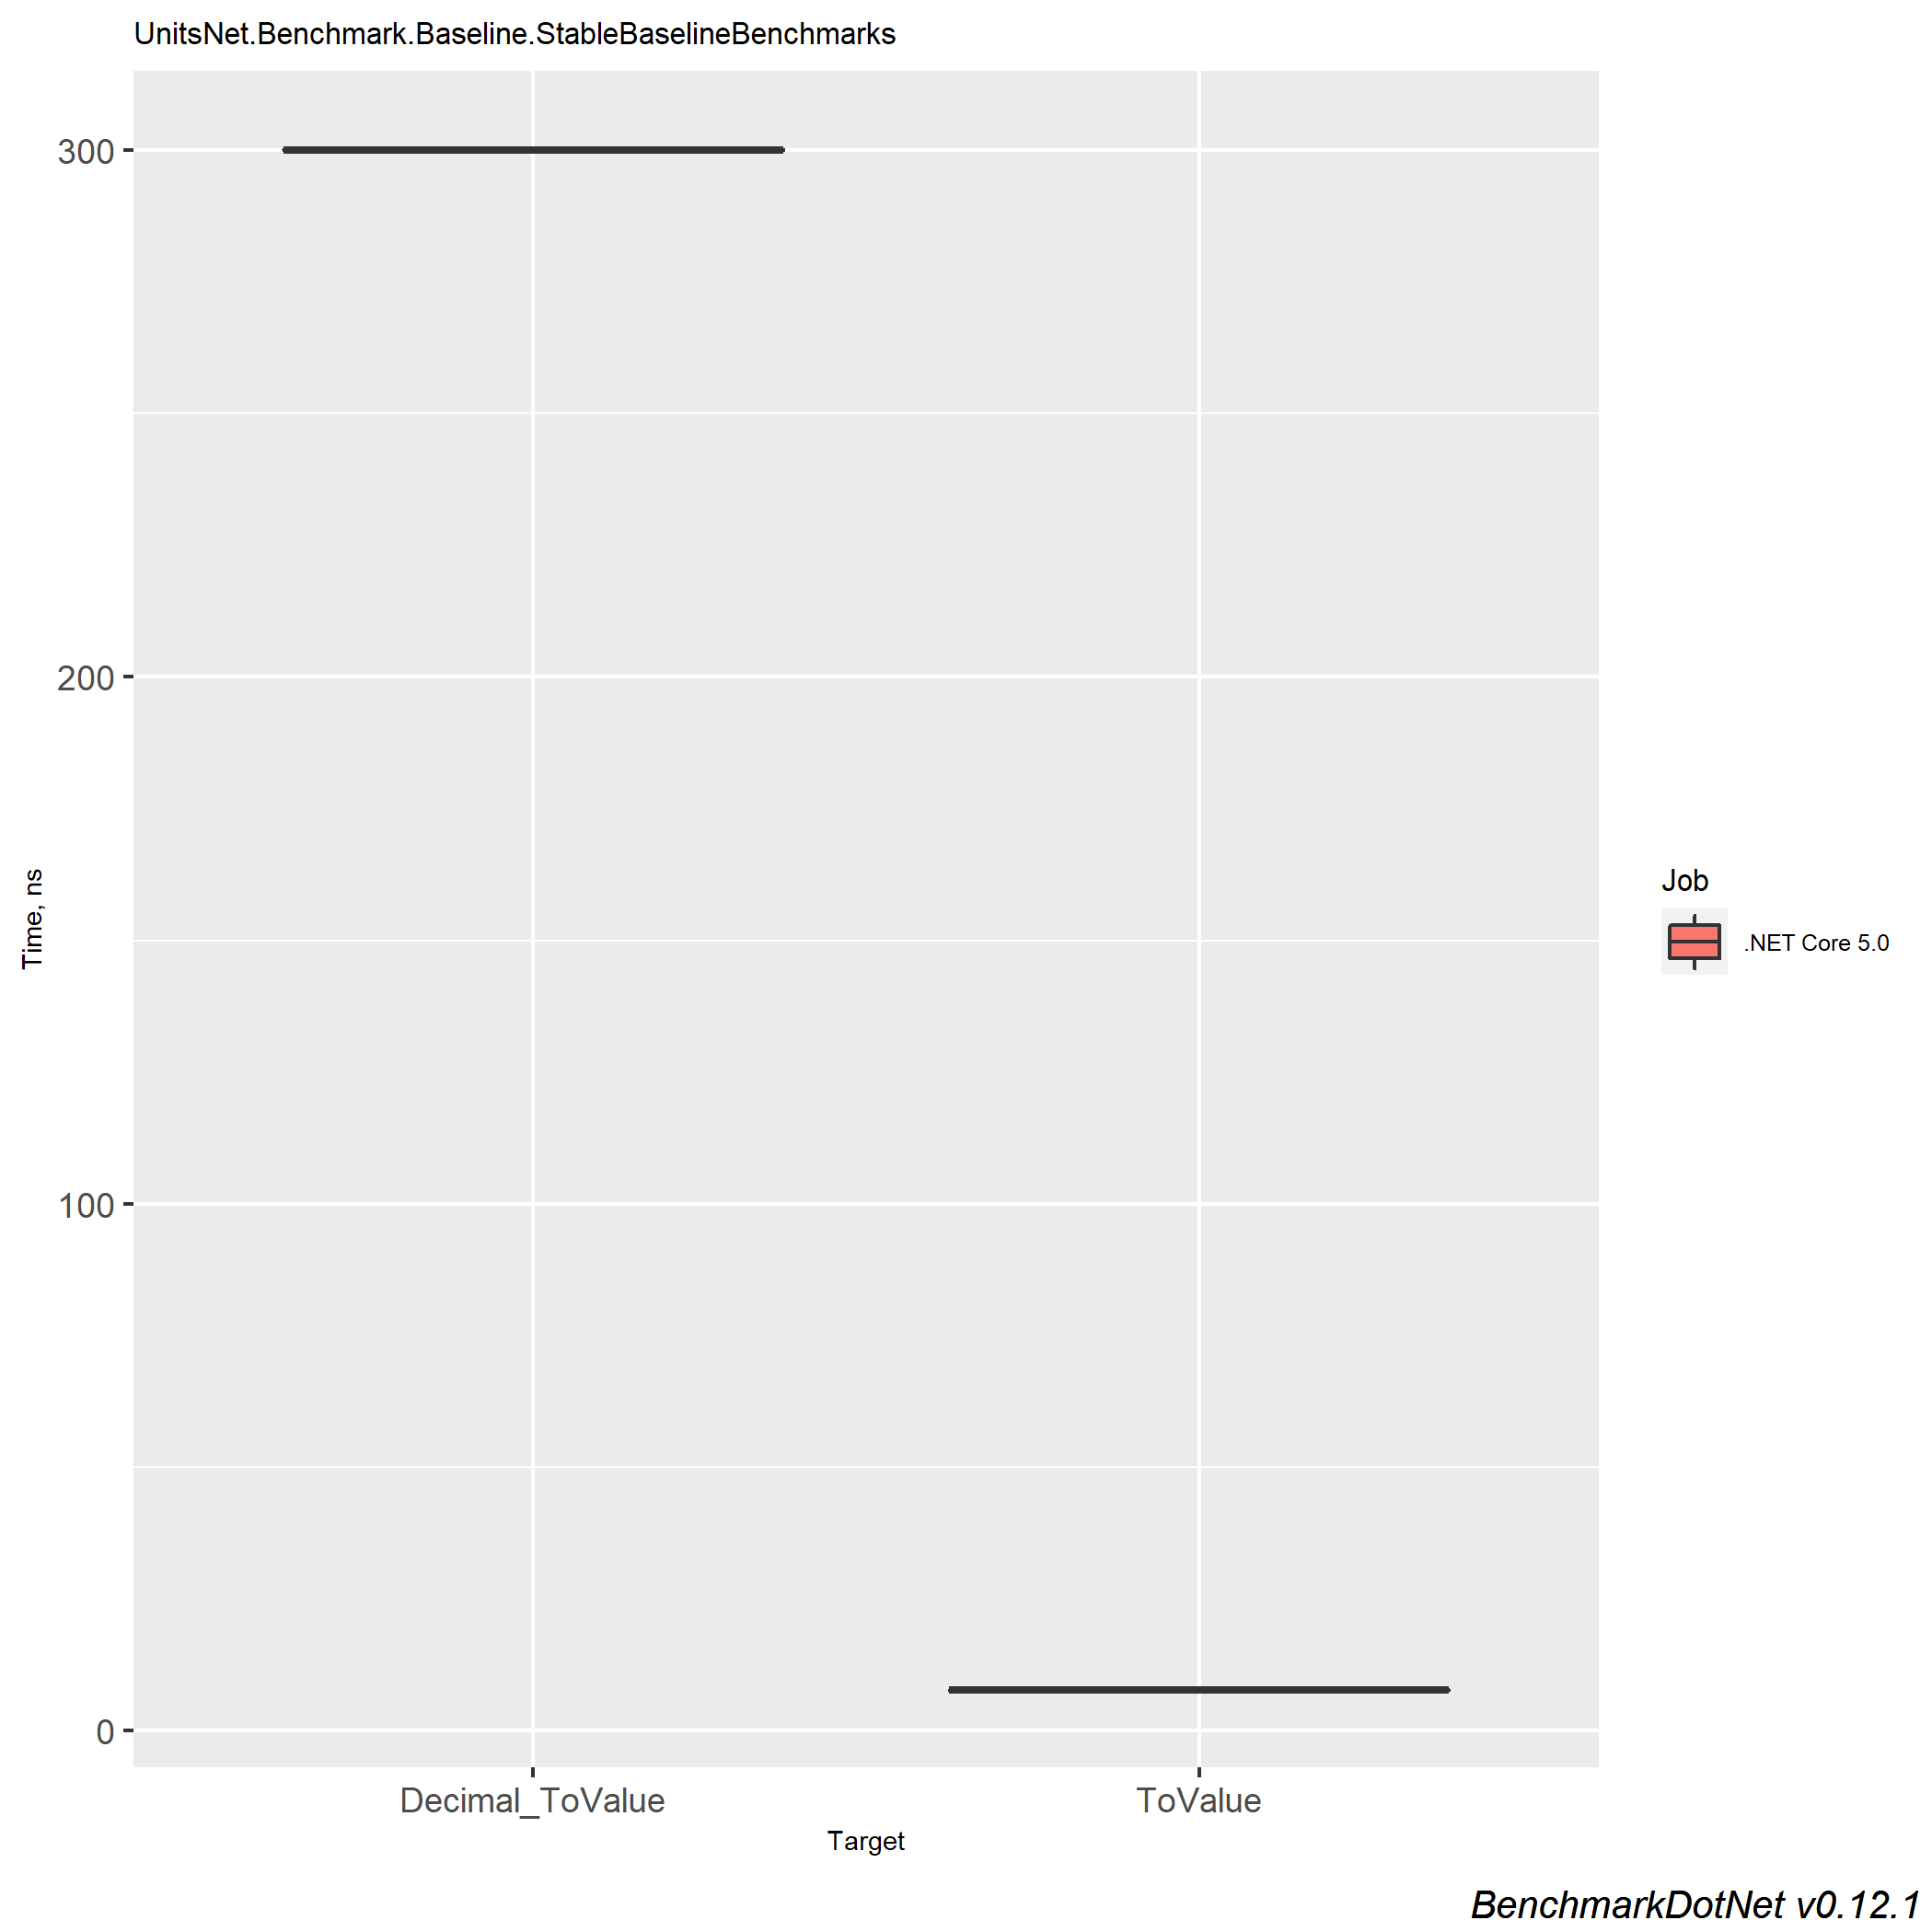 UnitsNet.Benchmark.Baseline.StableBaselineBenchmarks
300
200
100
0
Time, ns
Decimal_ToValue
ToValue
Target
Job
.NET Core 5.0
BenchmarkDotNet v0.12.1